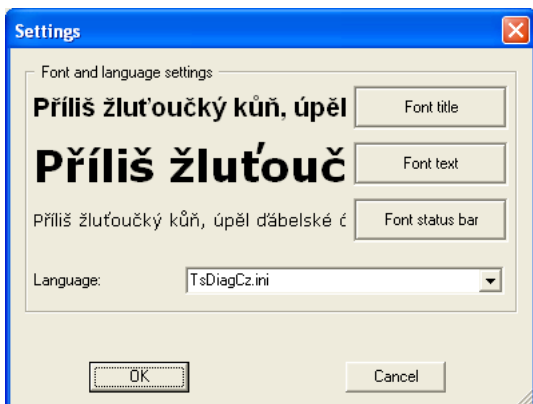 Settings
Font and language settings
Příliš žluťoučký kůň, úpěl
Font title
Příliš žluťouč
Font text
Příliš žluťoučký kůň, úpěl ďábelské ó
Font status bar
Language:
TsDiagCz.ini
OK
Cancel